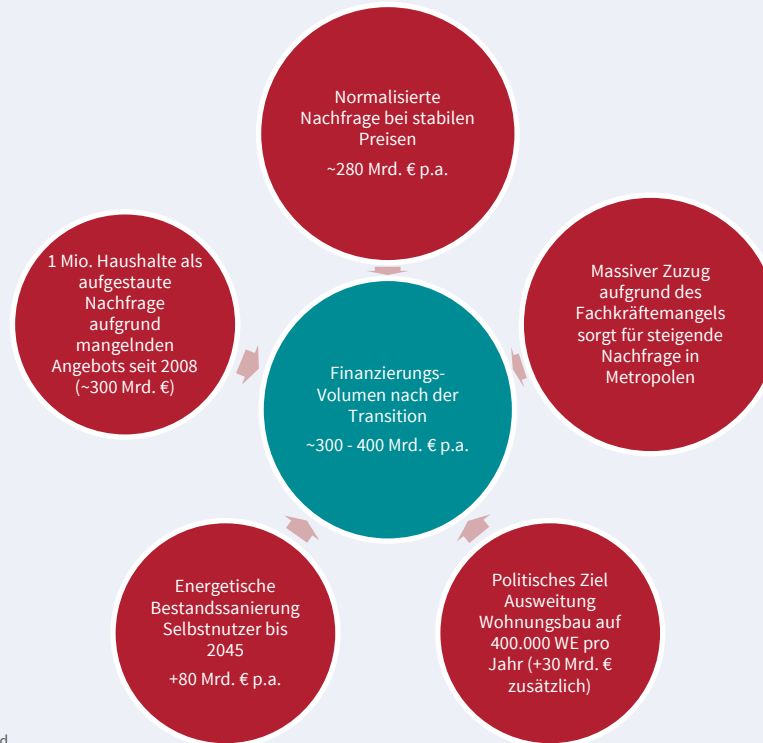 Normalisierte
Nachfrage bei stabilen
Preisen
~280 Mrd. € p.a.
1 Mio. Haushalte als
aufgestaute
Nachfrage
aufgrund
mangelnden
Angebots seit 2008
(~300 Mrd. €)
Massiver Zuzug
aufgrund des
Fachkräftemangels
sorgt für steigende
Nachfrage in
Metropolen
Finanzierungs-
Volumen nach der
Transition
~300 - 400 Mrd. € p.a.
Energetische
Bestandssanierung
Selbstnutzer bis
2045
+80 Mrd. € p.a.
Politisches Ziel
Ausweitung
Wohnungsbau auf
400.000 WE pro
Jahr (+30 Mrd. €
zusätzlich)